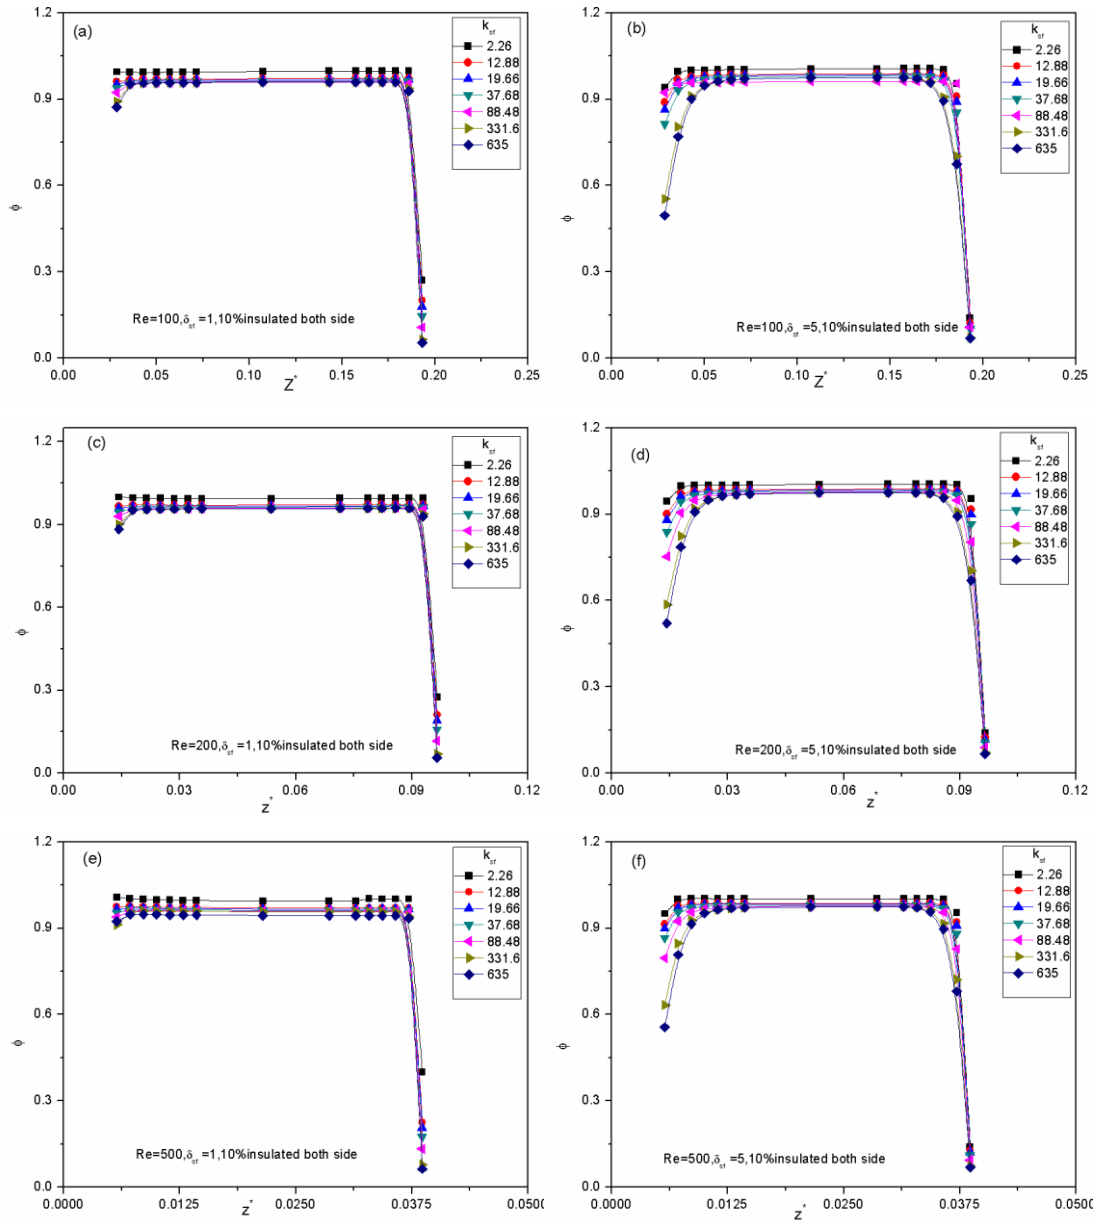 (a)
k_sf
2.26
12.88
19.66
37.68
88.48
331.6
635
1.2
0.9
0.6
0.3
0.0
ϕ
Re=100,δ_sf =1,10%insulated both side
0.00 0.05 0.10 0.15 0.20 0.25
Z*
(b)
k_sf
2.26
12.88
19.66
37.68
88.48
331.6
635
1.2
0.9
0.6
0.3
0.0
ϕ
Re=100,δ_sf =5,10%insulated both side
0.00 0.05 0.10 0.15 0.20 0.25
Z*
(c)
k_sf
2.26
12.88
19.66
37.68
88.48
331.6
635
1.2
0.9
0.6
0.3
0.0
ϕ
Re=200,δ_sf =1,10%insulated both side
0.00 0.03 0.06 0.09 0.12
z*
(d)
k_sf
2.26
12.88
19.66
37.68
88.48
331.6
635
1.2
0.9
0.6
0.3
0.0
ϕ
Re=200,δ_sf =5,10%insulated both side
0.00 0.03 0.06 0.09 0.12
z*
(e)
k_sf
2.26
12.88
19.66
37.68
88.48
331.6
635
1.2
0.9
0.6
0.3
0.0
ϕ
Re=500,δ_sf =1,10%insulated both side
0.0000 0.0125 0.0250 0.0375 0.0500
z*
(f)
k_sf
2.26
12.88
19.66
37.68
88.48
331.6
635
1.2
0.9
0.6
0.3
0.0
ϕ
Re=500,δ_sf =5,10%insulated both side
0.0000 0.0125 0.0250 0.0375 0.0500
z*